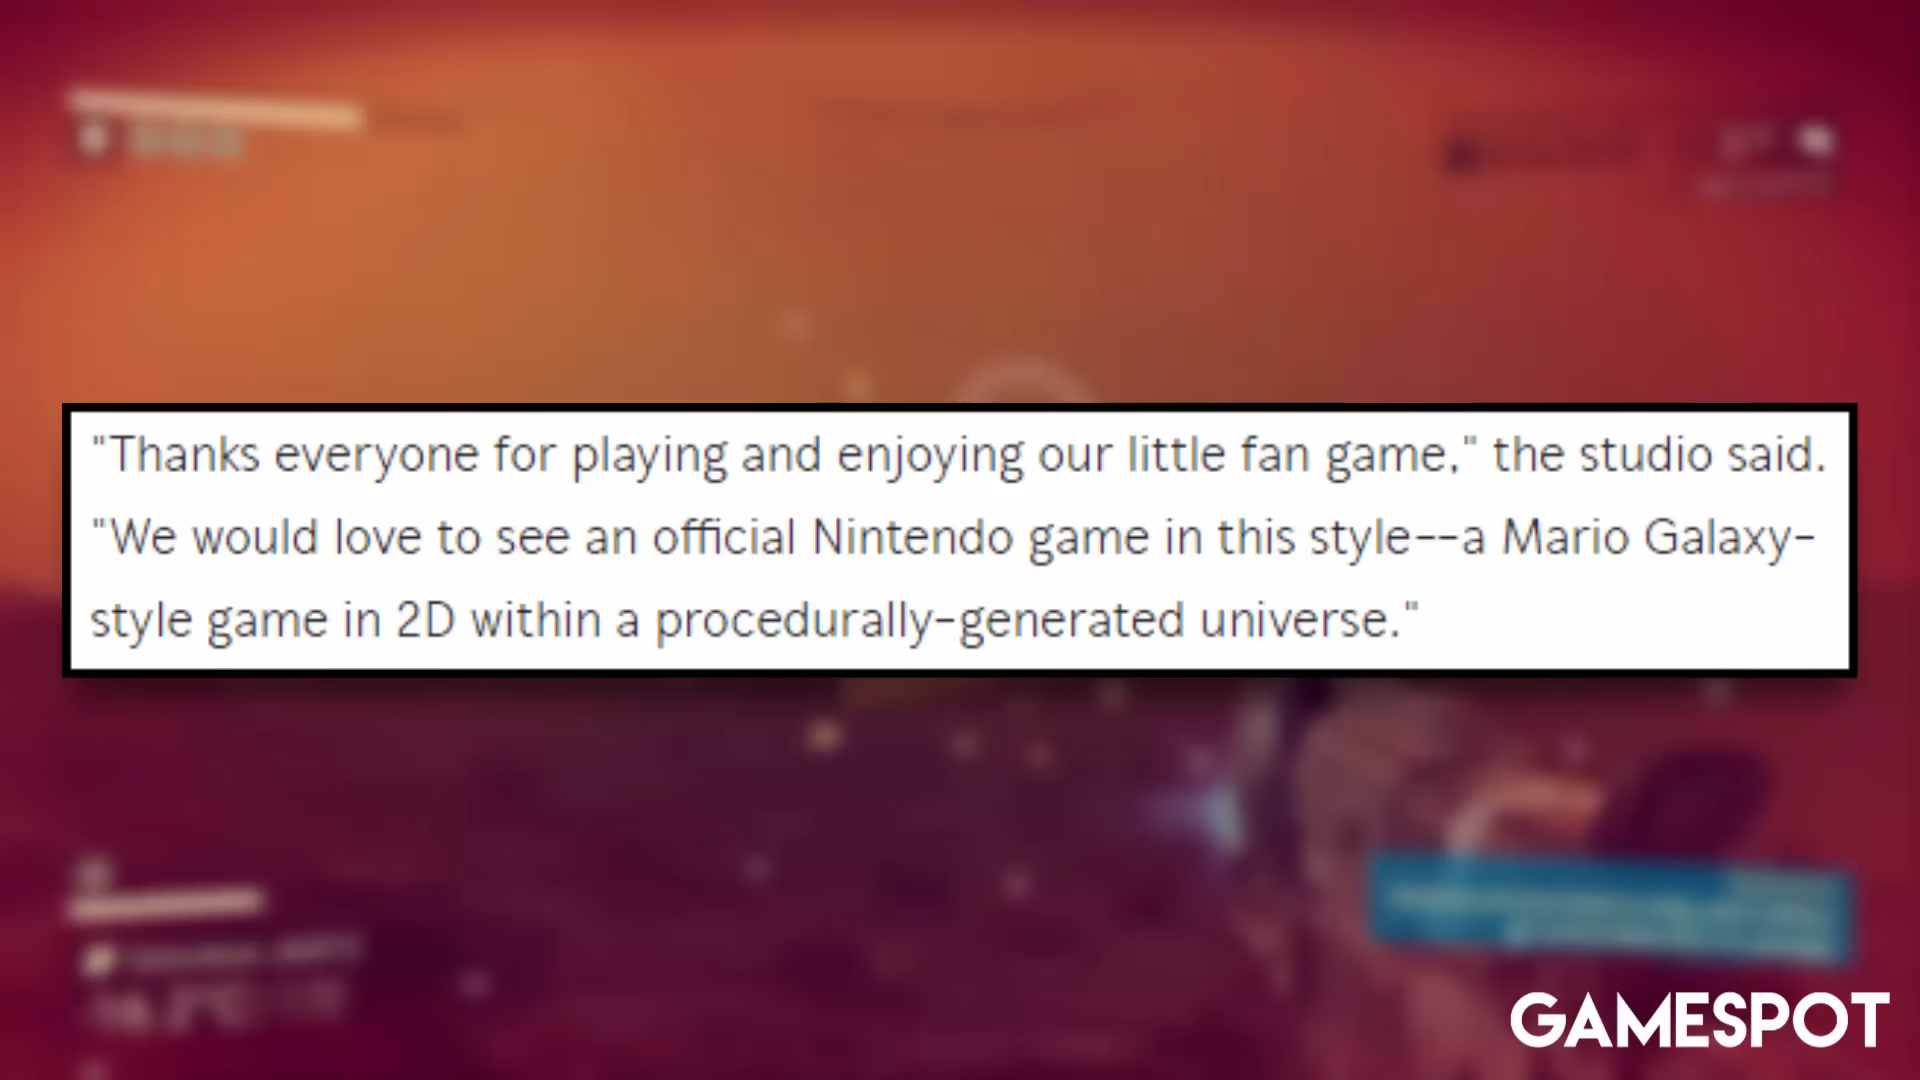 "Thanks everyone for playing and enjoying our little fan game," the studio said.
"We would love to see an official Nintendo game in this style--a Mario Galaxy-
style game in 2D within a procedurally-generated universe."
GAMESPOT